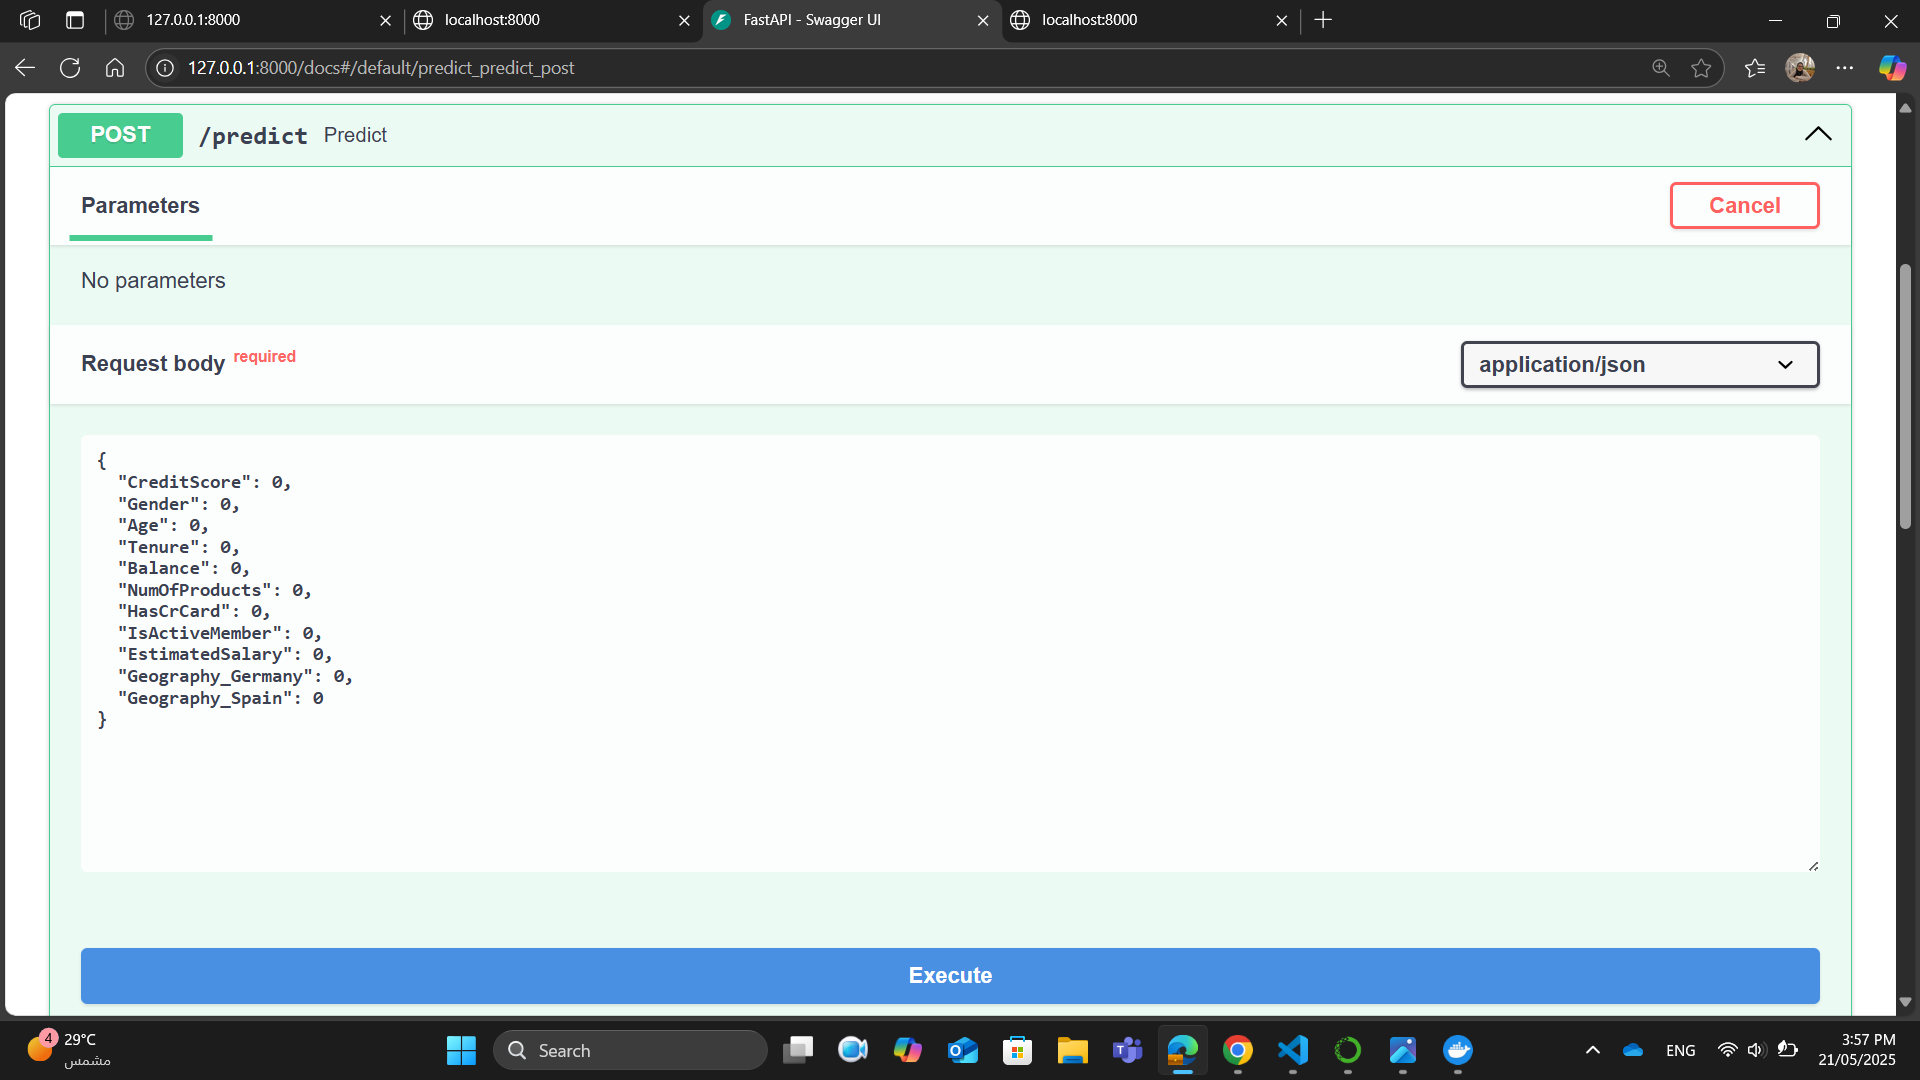 127.0.0.1:8000
localhost:8000
FastAPI - Swagger UI
localhost:8000
127.0.0.1:8000/docs#/default/predict_predict_post
POST /predict Predict
Parameters
Cancel
No parameters
Request body required
application/json
{
  "CreditScore": 0,
  "Gender": 0,
  "Age": 0,
  "Tenure": 0,
  "Balance": 0,
  "NumOfProducts": 0,
  "HasCrCard": 0,
  "IsActiveMember": 0,
  "EstimatedSalary": 0,
  "Geography_Germany": 0,
  "Geography_Spain": 0
}
Execute
4
29°C
مشمس
Search
ENG
3:57 PM
21/05/2025